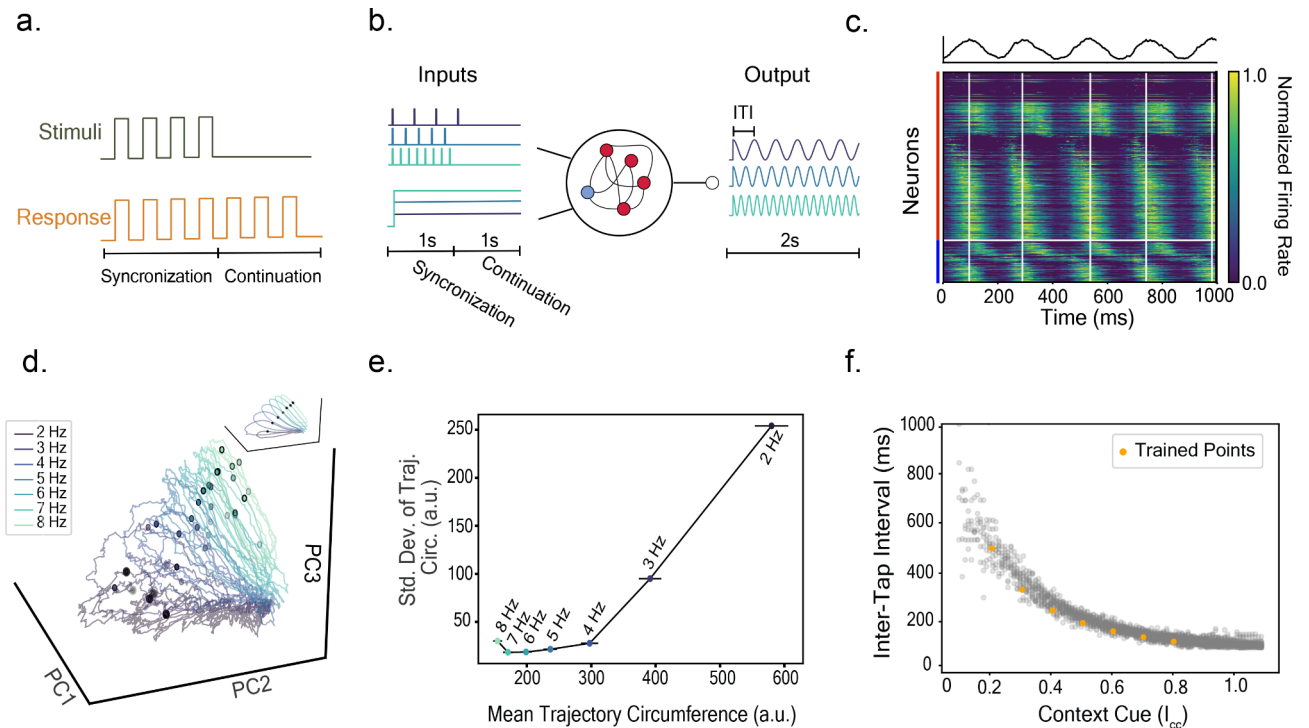 a.
Stimuli
Response
Syncronization
Continuation
b.
Inputs
Output
ITI
1s
1s
2s
Syncronization
Continuation
c.
Neurons
0
200
400
600
800
1000
Time (ms)
1.0
0.0
Normalized Firing Rate
d.
2 Hz
3 Hz
4 Hz
5 Hz
6 Hz
7 Hz
8 Hz
PC1
PC2
PC3
e.
Std. Dev. of Traj.
Circ. (a.u.)
250
200
150
100
50
8 Hz
7 Hz
6 Hz
5 Hz
4 Hz
3 Hz
2 Hz
200
300
400
500
600
Mean Trajectory Circumference (a.u.)
f.
Inter-Tap Interval (ms)
1000
800
600
400
200
0
Trained Points
0
0.2
0.4
0.6
0.8
1.0
Context Cue (Icc)